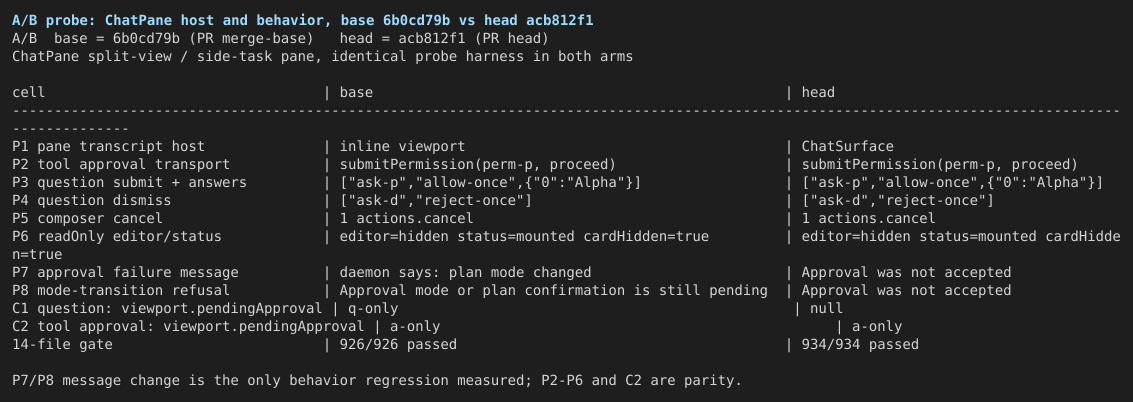 A/B probe: ChatPane host and behavior, base 6b0cd79b vs head acb812f1
A/B  base = 6b0cd79b (PR merge-base)   head = acb812f1 (PR head)
ChatPane split-view / side-task pane, identical probe harness in both arms
cell                                 | base                                                 | head
-----------------------------------------------------------------------------------------------------------------------------------
--------------
P1 pane transcript host              | inline viewport                                      | ChatSurface
P2 tool approval transport           | submitPermission(perm-p, proceed)                    | submitPermission(perm-p, proceed)
P3 question submit + answers         | ["ask-p","allow-once",{"0":"Alpha"}]                 | ["ask-p","allow-once",{"0":"Alpha"}]
P4 question dismiss                  | ["ask-d","reject-once"]                              | ["ask-d","reject-once"]
P5 composer cancel                   | 1 actions.cancel                                     | 1 actions.cancel
P6 readOnly editor/status            | editor=hidden status=mounted cardHidden=true         | editor=hidden status=mounted cardHidde
n=true
P7 approval failure message          | daemon says: plan mode changed                       | Approval was not accepted
P8 mode-transition refusal           | Approval mode or plan confirmation is still pending  | Approval was not accepted
C1 question: viewport.pendingApproval | q-only                                               | null
C2 tool approval: viewport.pendingApproval | a-only                                               | a-only
14-file gate                         | 926/926 passed                                       | 934/934 passed
P7/P8 message change is the only behavior regression measured; P2-P6 and C2 are parity.